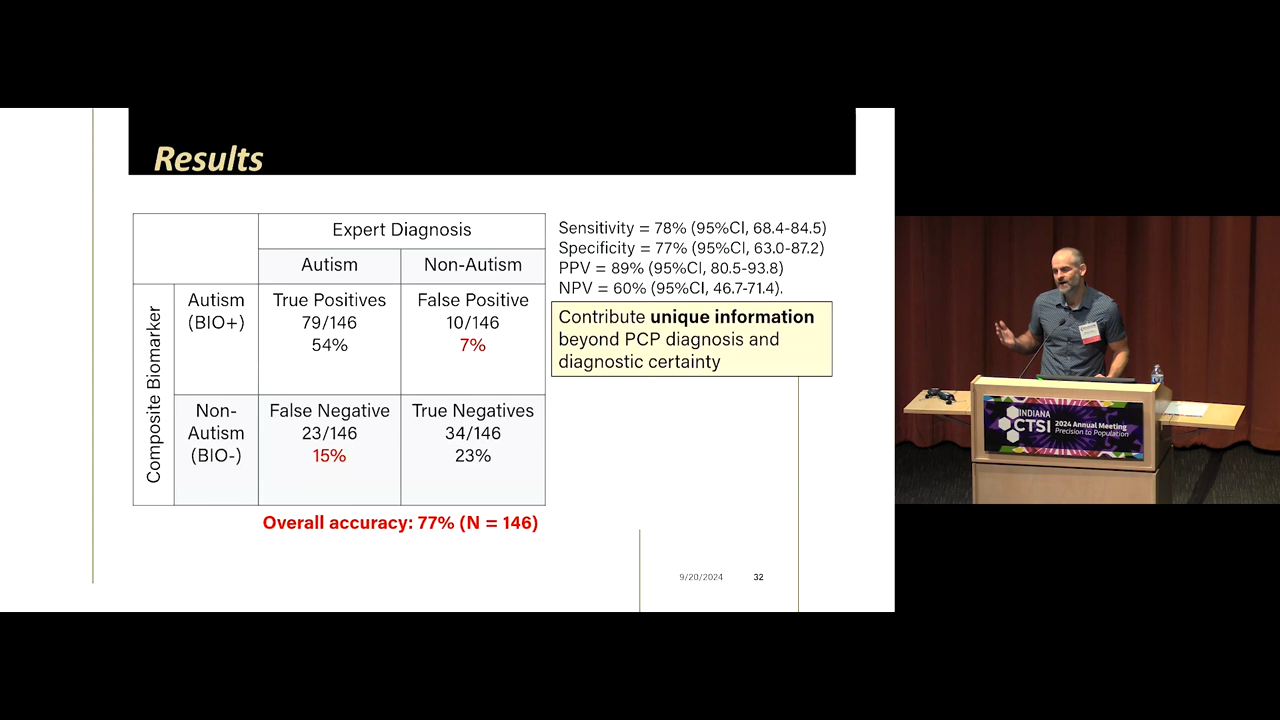 Results
Expert Diagnosis
Autism
Non-Autism
Composite Biomarker
Autism
(BIO+)
True Positives
79/146
54%
False Positive
10/146
7%
Non-
Autism
(BIO-)
False Negative
23/146
15%
True Negatives
34/146
23%
Overall accuracy: 77% (N = 146)
Sensitivity = 78% (95%CI, 68.4-84.5)
Specificity = 77% (95%CI, 63.0-87.2)
PPV = 89% (95%CI, 80.5-93.8)
NPV = 60% (95%CI, 46.7-71.4).
Contribute unique information
beyond PCP diagnosis and
diagnostic certainty
9/20/2024
32
INDIANA
CTSI
2024 Annual Meeting
Precision to Population